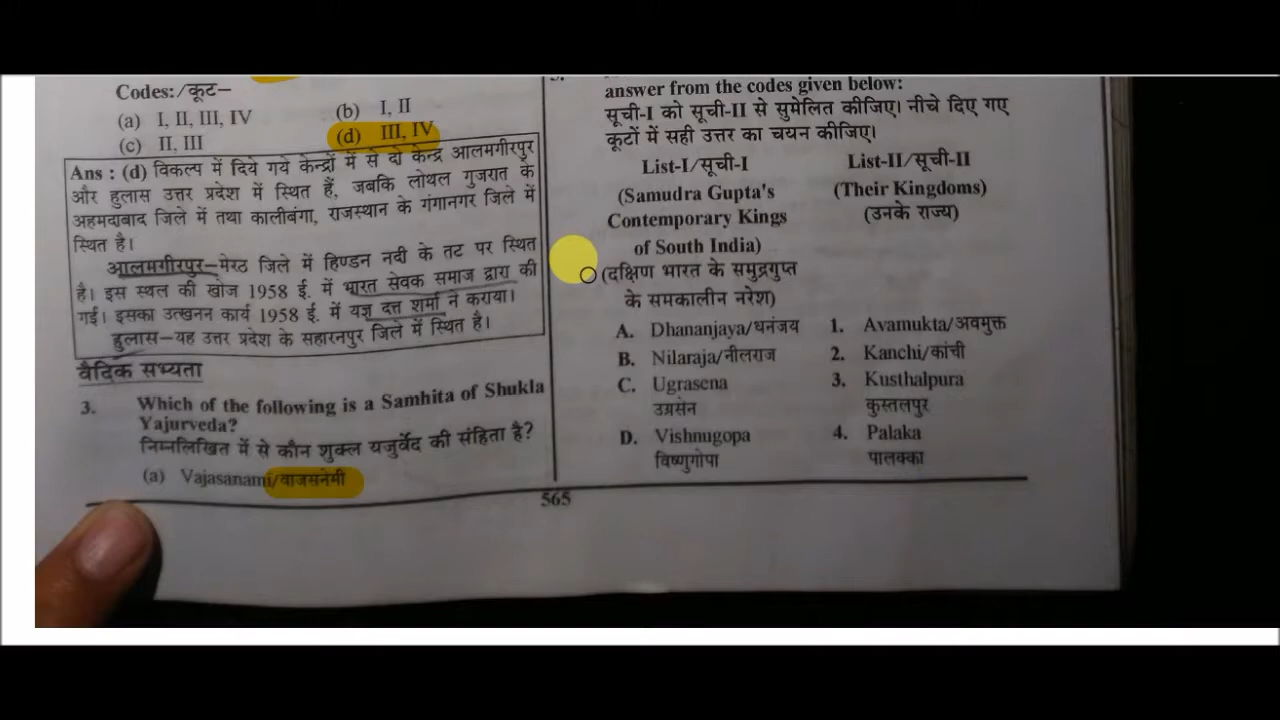 Codes:/कूट–
(a) I, II, III, IV
(b) I, II
(c) II, III
(d) III, IV
Ans : (d) विकल्प में दिये गये केन्द्रों में से दो केन्द्र आलमगीरपुर
और हुलास उत्तर प्रदेश में स्थित हैं, जबकि लोथल गुजरात के
अहमदाबाद जिले में तथा कालीबंगा, राजस्थान के गंगानगर जिले में
स्थित है।
आलमगीरपुर–मेरठ जिले में हिण्डन नदी के तट पर स्थित
है। इस स्थल की खोज 1958 ई. में भारत सेवक समाज द्वारा की
गई। इसका उत्खनन कार्य 1958 ई. में यज्ञ दत्त शर्मा ने कराया।
हुलास–यह उत्तर प्रदेश के सहारनपुर जिले में स्थित है।
वैदिक सभ्यता
3. Which of the following is a Samhita of Shukla
Yajurveda?
निम्नलिखित में से कौन शुक्ल यजुर्वेद की संहिता है?
(a) Vajasanami/वाजसनेमी
answer from the codes given below:
सूची-I को सूची-II से सुमेलित कीजिए। नीचे दिए गए
कूटों में सही उत्तर का चयन कीजिए।
List-I/सूची-I
List-II/सूची-II
(Samudra Gupta's
(Their Kingdoms)
Contemporary Kings
(उनके राज्य)
of South India)
(दक्षिण भारत के समुद्रगुप्त
के समकालीन नरेश)
A. Dhananjaya/धनंजय
1. Avamukta/अवमुक्त
B. Nilaraja/नीलराज
2. Kanchi/कांची
C. Ugrasena
3. Kusthalpura
उग्रसेन
कुस्तलपुर
D. Vishnugopa
4. Palaka
विष्णुगोपा
पालक्का
565